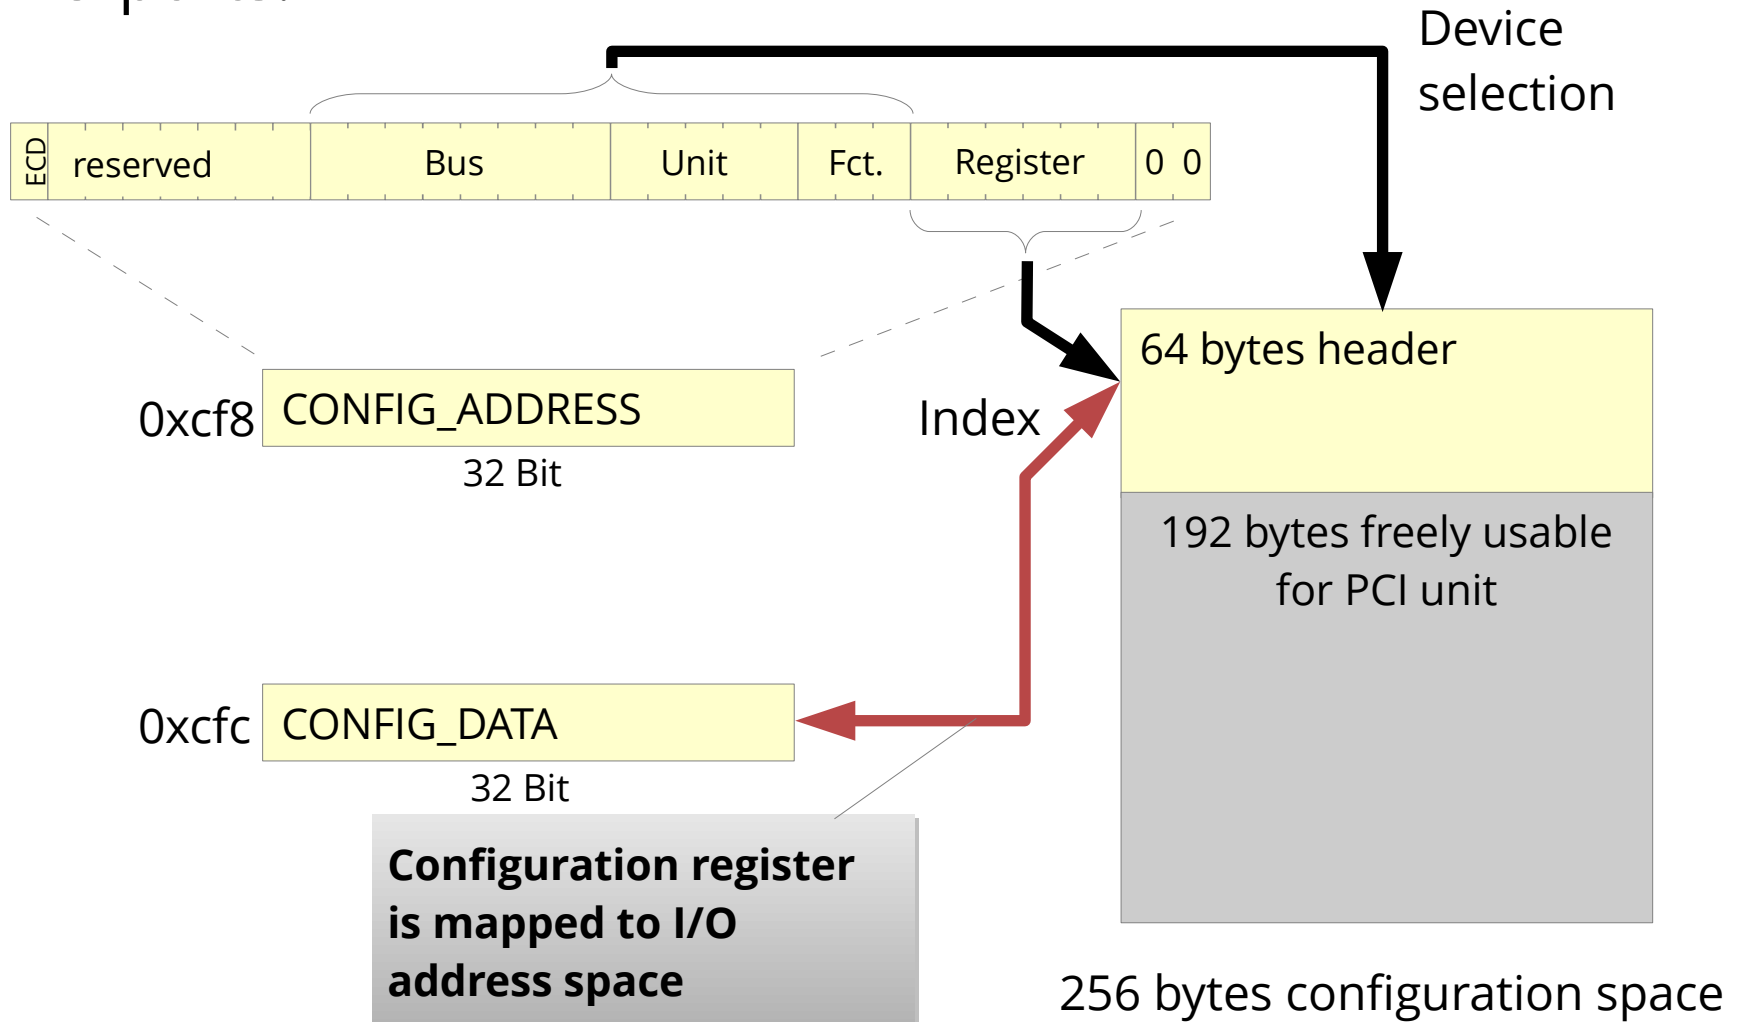 Device
selection
ECD reserved Bus Unit Fct. Register 0 0
64 bytes header
0xcf8 CONFIG_ADDRESS
Index
32 Bit
192 bytes freely usable
for PCI unit
0xcfc CONFIG_DATA
32 Bit
Configuration register
is mapped to I/O
address space
256 bytes configuration space